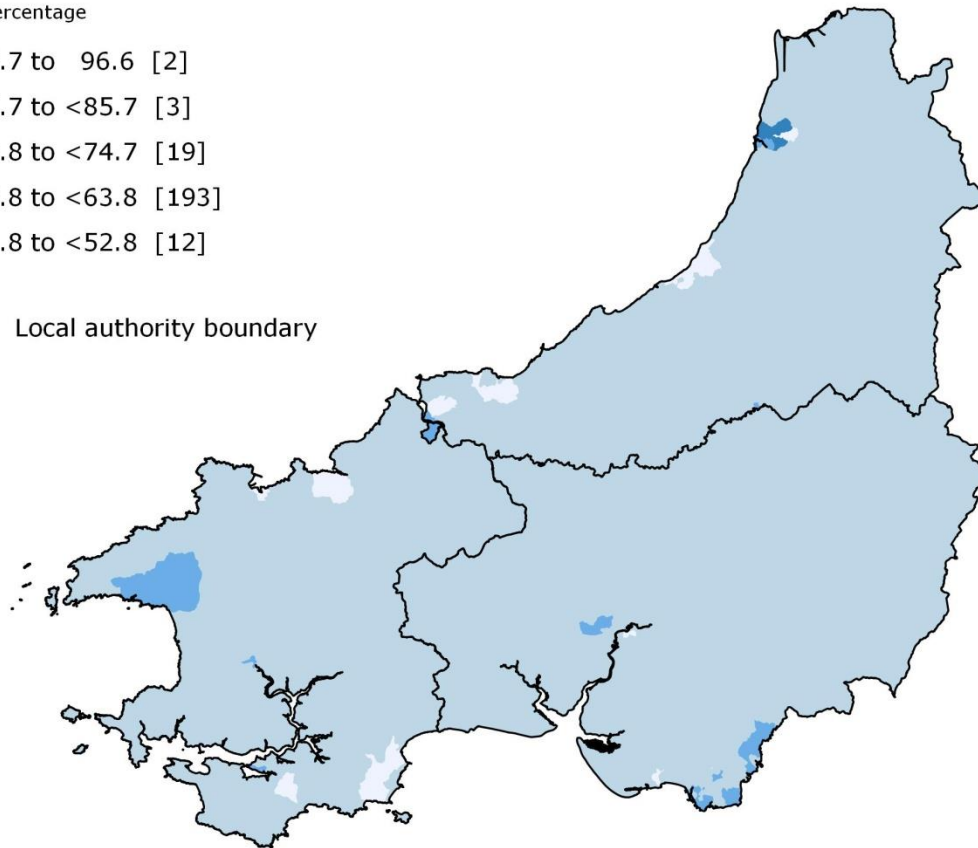 ercentage
.7 to 96.6 [2]
.7 to <85.7 [3]
.8 to <74.7 [19]
.8 to <63.8 [193]
.8 to <52.8 [12]
Local authority boundary